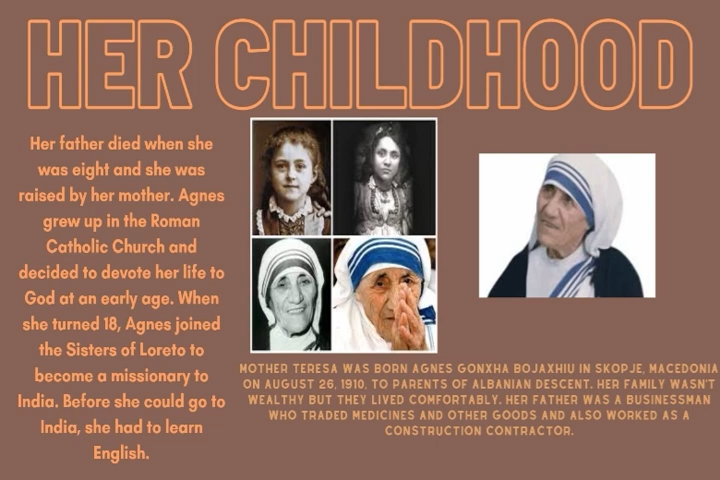 HER CHILDHOOD
Her father died when she
was eight and she was
raised by her mother. Agnes
grew up in the Roman
Catholic Church and
decided to devote her life to
God at an early age. When
she turned 18, Agnes joined
the Sisters of Loreto to
become a missionary to
India. Before she could go to
India, she had to learn
English.
MOTHER TERESA WAS BORN AGNES GONXHA BOJAXHIU IN SKOPJE, MACEDONIA
ON AUGUST 26, 1910, TO PARENTS OF ALBANIAN DESCENT. HER FAMILY WASN'T
WEALTHY BUT THEY LIVED COMFORTABLY. HER FATHER WAS A BUSINESSMAN
WHO TRADED MEDICINES AND OTHER GOODS AND ALSO WORKED AS A
CONSTRUCTION CONTRACTOR.